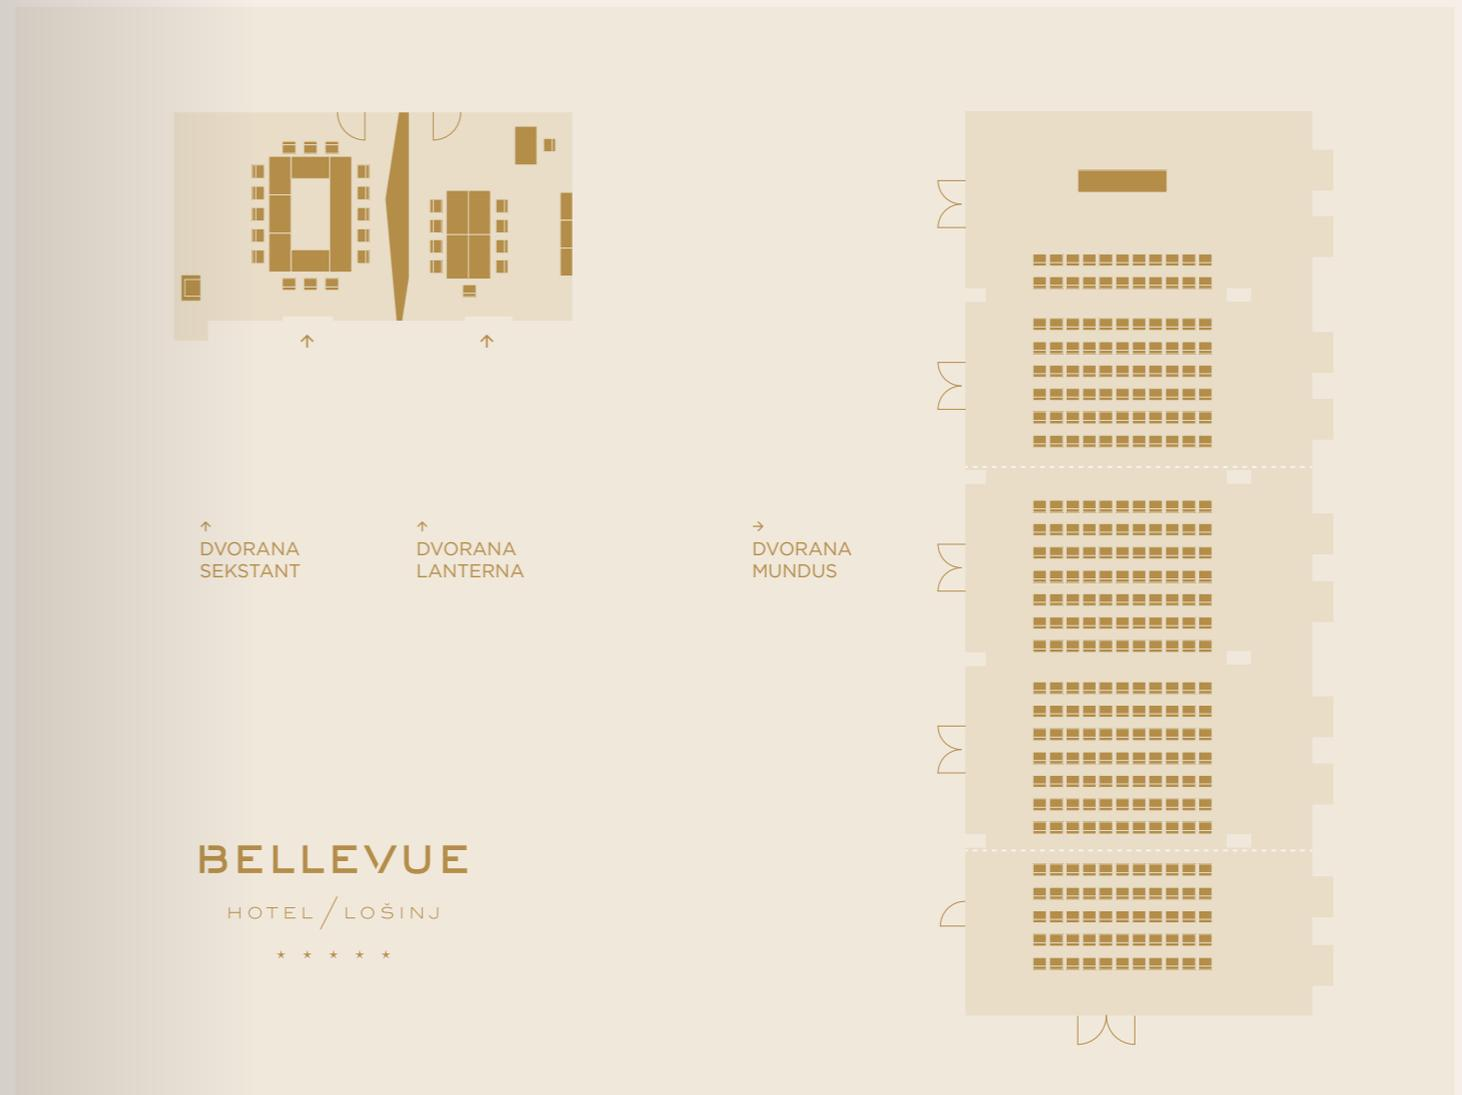 DVORANA
SEKSTANT
DVORANA
LANTERNA
DVORANA
MUNDUS
BELLEVUE
HOTEL / LOŠINJ